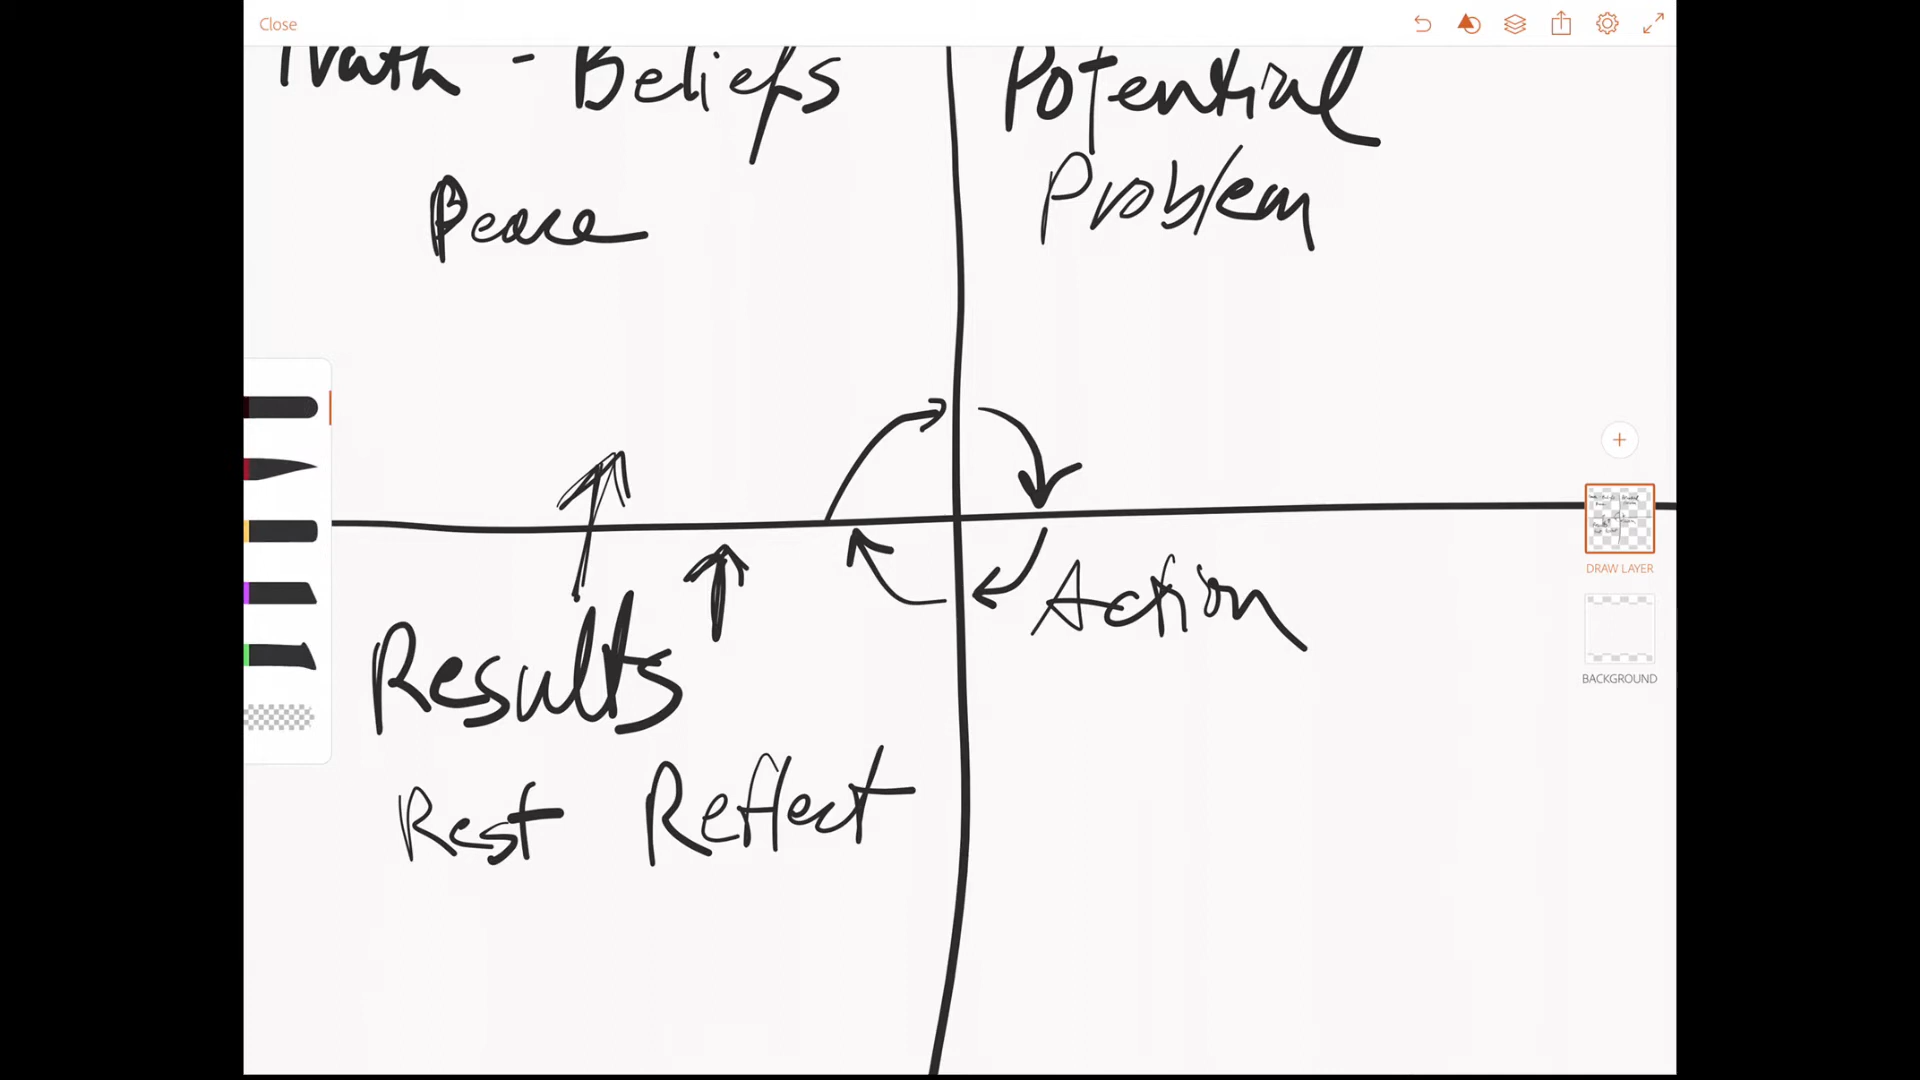 Close
Truth - Beliefs
Potential
Peace
Problem
Action
Results
Rest Reflect
DRAW LAYER
BACKGROUND